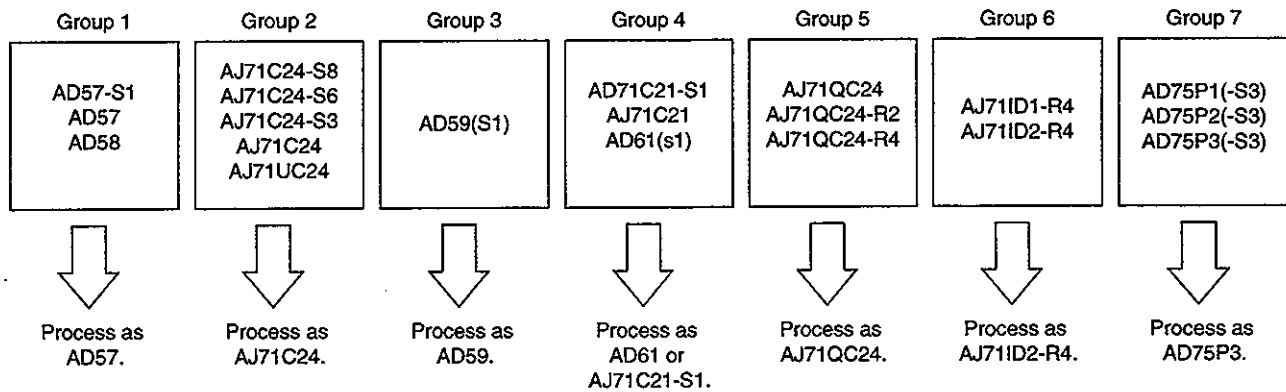 Group 1
AD57-S1
AD57
AD58
Process as
AD57.
Group 2
AJ71C24-S8
AJ71C24-S6
AJ71C24-S3
AJ71C24
AJ71UC24
Process as
AJ71C24.
Group 3
AD59(S1)
Process as
AD59.
Group 4
AD71C21-S1
AJ71C21
AD61(s1)
Process as
AD61 or
AJ71C21-S1.
Group 5
AJ71QC24
AJ71QC24-R2
AJ71QC24-R4
Process as
AJ71QC24.
Group 6
AJ71ID1-R4
AJ71ID2-R4
Process as
AJ71ID2-R4.
Group 7
AD75P1(-S3)
AD75P2(-S3)
AD75P3(-S3)
Process as
AD75P3.